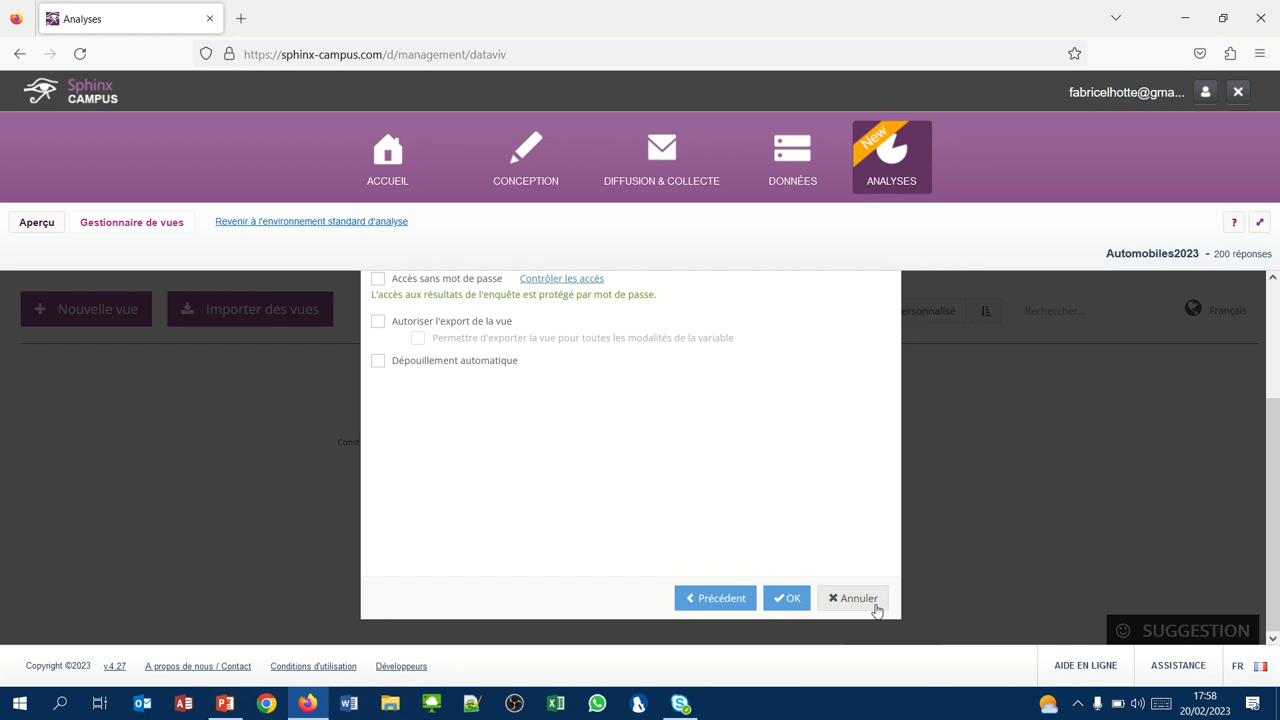 Analyses
https://sphinx-campus.com/d/management/dataviv
Sphinx
CAMPUS
fabricelhotte@gma...
New
ACCUEIL
CONCEPTION
DIFFUSION & COLLECTE
DONNÉES
ANALYSES
Aperçu
Gestionnaire de vues
Revenir à l'environnement standard d'analyse
?
Automobiles2023 - 200 réponses
Accès sans mot de passe Contrôler les accès
L'accès aux résultats de l'enquête est protégé par mot de passe.
Nouvelle vue
Importer des vues
ersonnalisé
Rechercher...
Français
Autoriser l'export de la vue
Permettre d'exporter la vue pour toutes les modalités de la variable
Dépouillement automatique
Const
Précédent
OK
Annuler
SUGGESTION
Copyright ©2023 v.4.27 A propos de nous / Contact Conditions d'utilisation Développeurs
AIDE EN LIGNE
ASSISTANCE
FR
17:58
20/02/2023